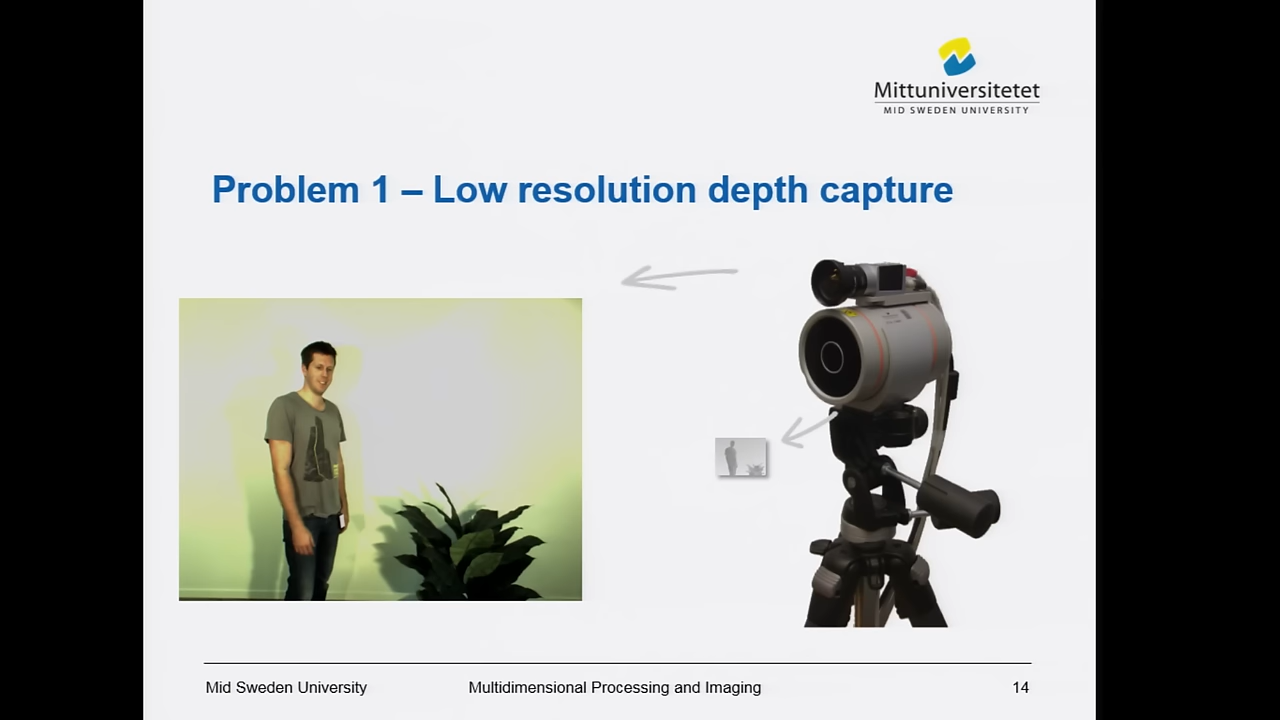 Mittuniversitetet
MID SWEDEN UNIVERSITY
Problem 1 – Low resolution depth capture
Mid Sweden University
Multidimensional Processing and Imaging
14